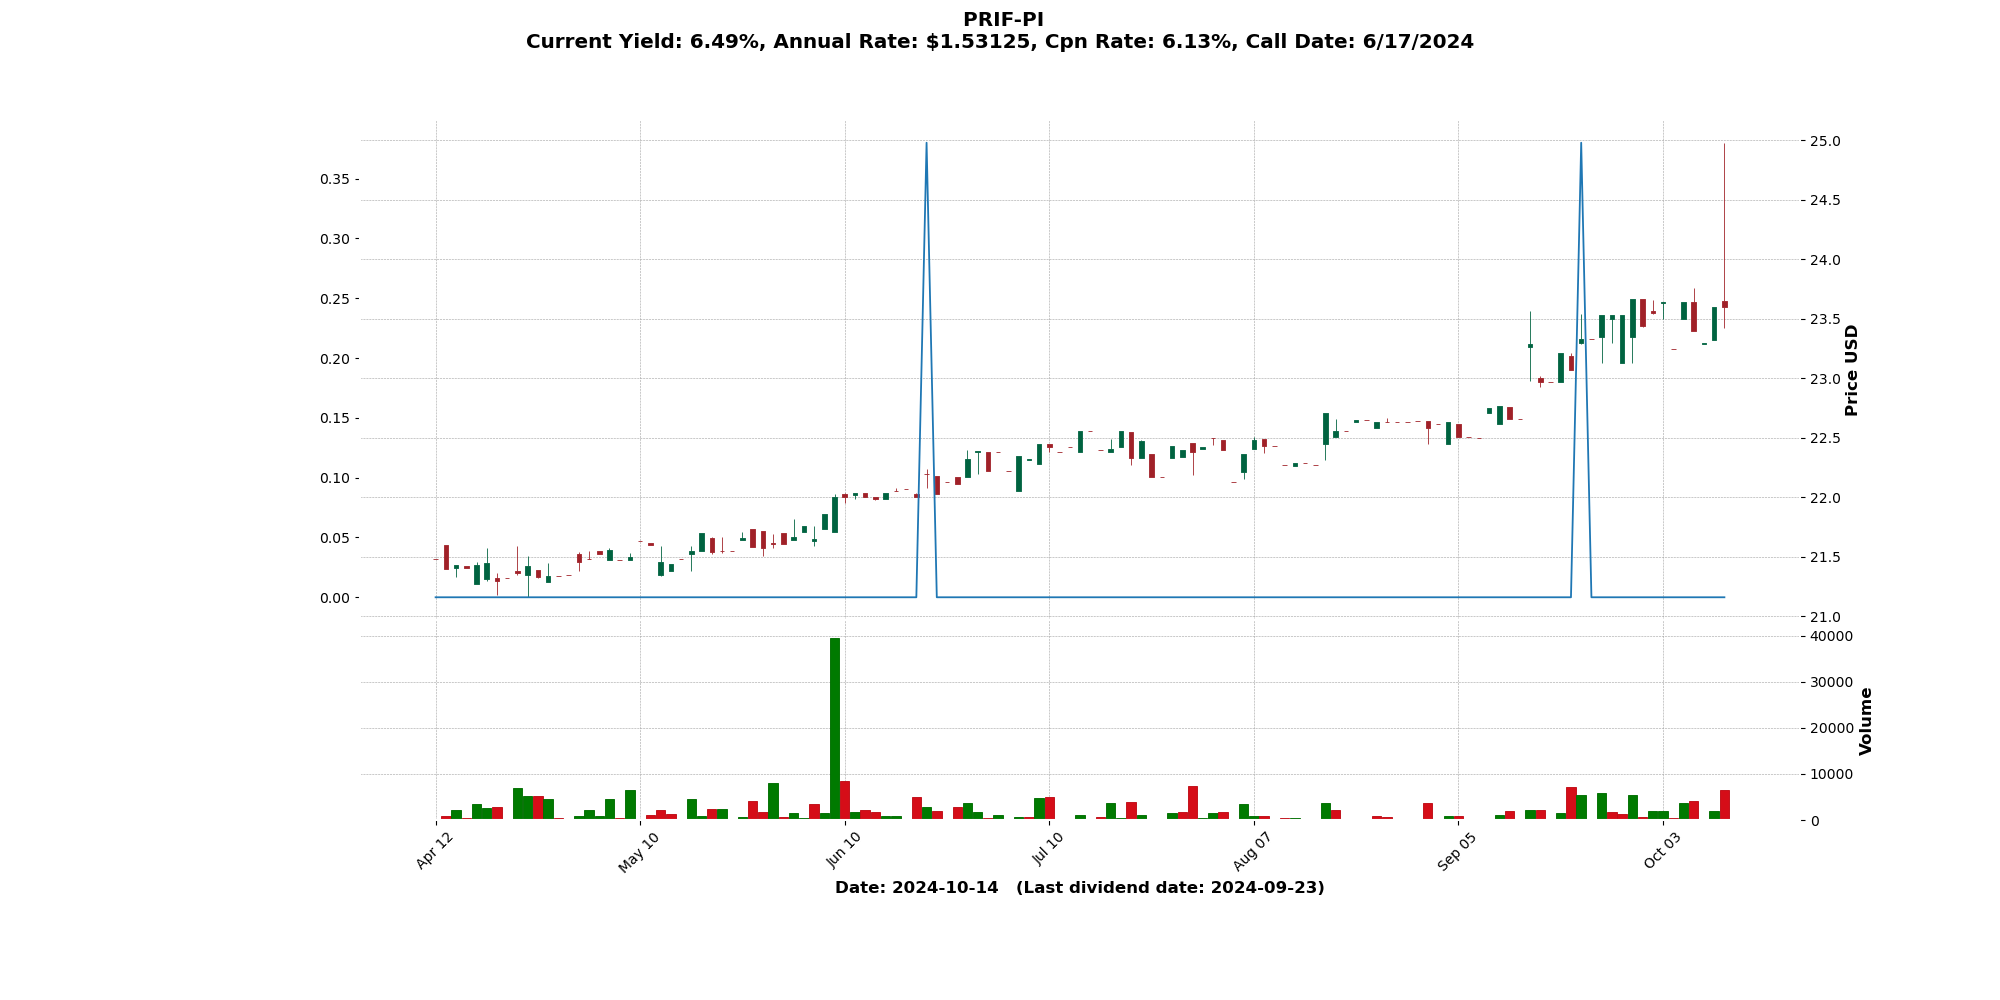 PRIF-PI
Current Yield: 6.49%, Annual Rate: $1.53125, Cpn Rate: 6.13%, Call Date: 6/17/2024
0.35
0.30
0.25
0.20
0.15
0.10
0.05
0.00
25.0
24.5
24.0
23.5
23.0
22.5
22.0
21.5
21.0
Price USD
40000
30000
20000
10000
0
Volume
Apr 12
May 10
Jun 10
Jul 10
Aug 07
Sep 05
Oct 03
Date: 2024-10-14 (Last dividend date: 2024-09-23)